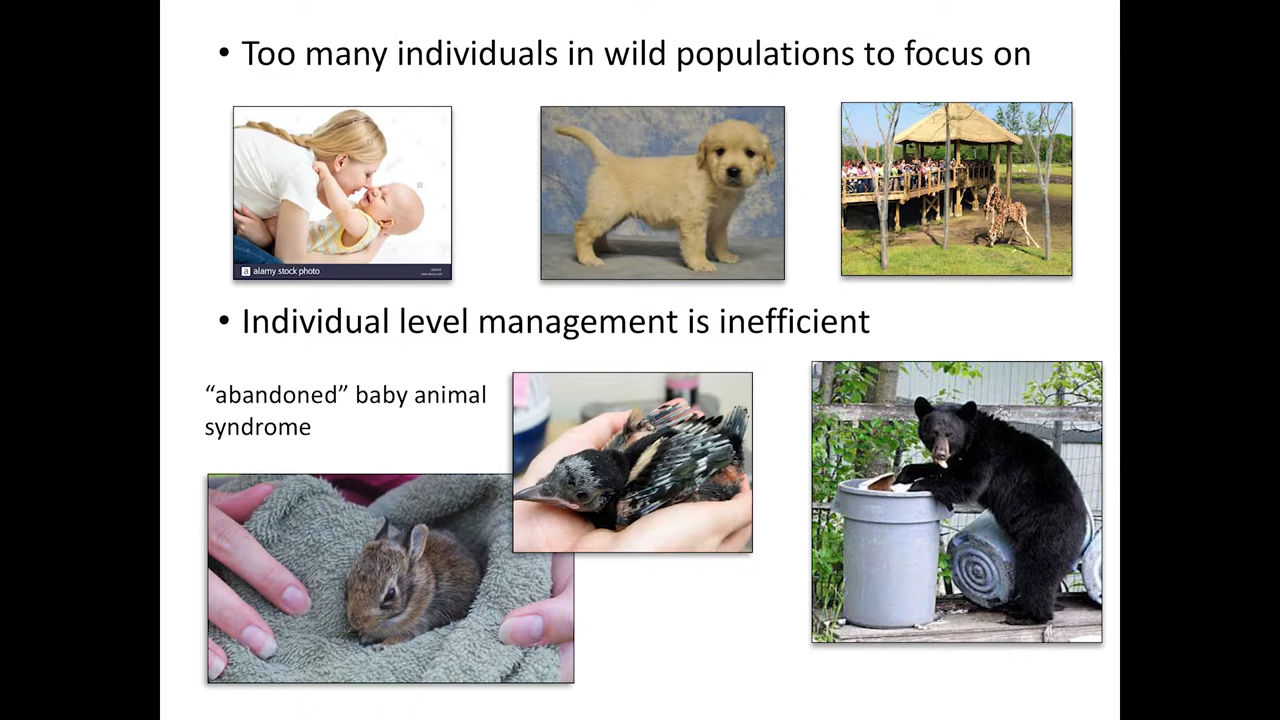 • Too many individuals in wild populations to focus on
a alamy stock photo
• Individual level management is inefficient
“abandoned” baby animal
syndrome